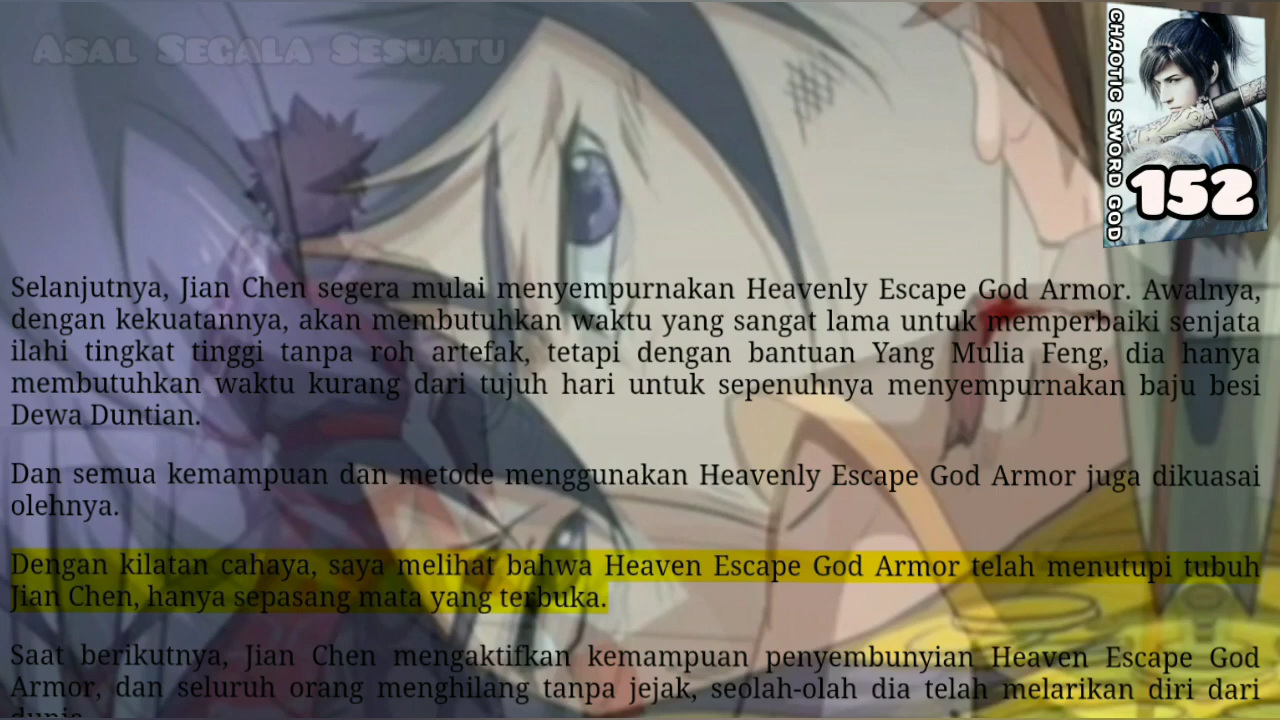 Asal Segala Sesuatu
CHAOTIC SWORD GOD
152
Selanjutnya, Jian Chen segera mulai menyempurnakan Heavenly Escape God Armor. Awalnya,
dengan kekuatannya, akan membutuhkan waktu yang sangat lama untuk memperbaiki senjata
ilahi tingkat tinggi tanpa roh artefak, tetapi dengan bantuan Yang Mulia Feng, dia hanya
membutuhkan waktu kurang dari tujuh hari untuk sepenuhnya menyempurnakan baju besi
Dewa Duntian.
Dan semua kemampuan dan metode menggunakan Heavenly Escape God Armor juga dikuasai
olehnya.
Dengan kilatan cahaya, saya melihat bahwa Heaven Escape God Armor telah menutupi tubuh
Jian Chen, hanya sepasang mata yang terbuka.
Saat berikutnya, Jian Chen mengaktifkan kemampuan penyembunyian Heaven Escape God
Armor, dan seluruh orang menghilang tanpa jejak, seolah-olah dia telah melarikan diri dari